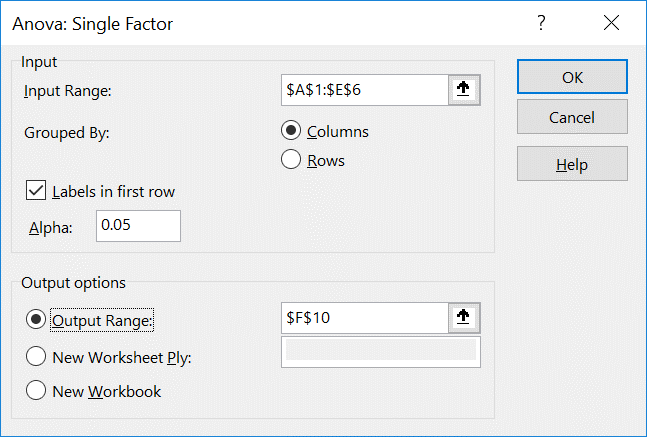 Anova: Single Factor ?
Input
Input Range: $A$1:$E$6
Grouped By: Columns
Rows
Labels in first row
Alpha: 0.05
OK
Cancel
Help
Output options
Output Range: $F$10
New Worksheet Ply:
New Workbook